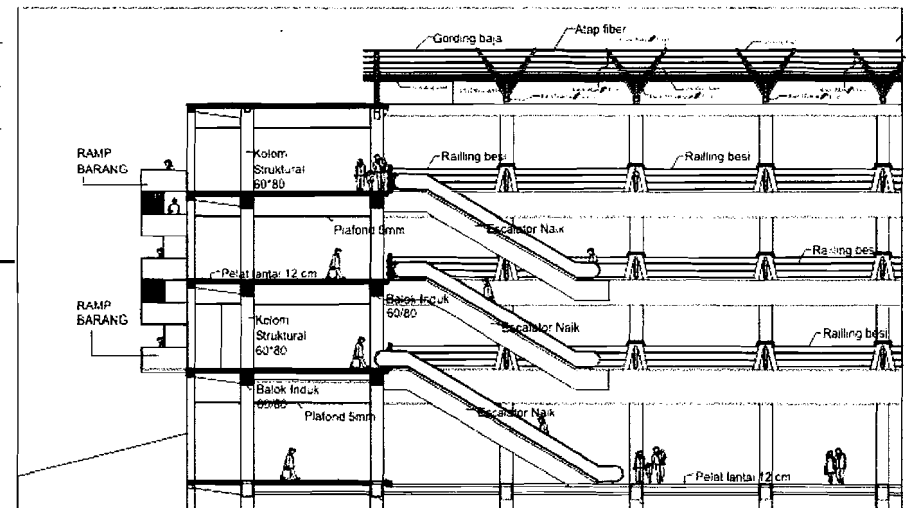 Gording baja
Atap fiber
RAMP
BARANG
Kolom
Struktural
60*80
Railling besi
Railling besi
Plafond 5mm
Escalator Naik
Railling besi
Pelat lantai 12 cm
Balok Induk
60/80
RAMP
BARANG
Kolom
Struktural
60*80
Escalator Naik
Railling besi
Balok Induk
60/80
Plafond 5mm
Escalator Naik
Pelat lantai 12 cm